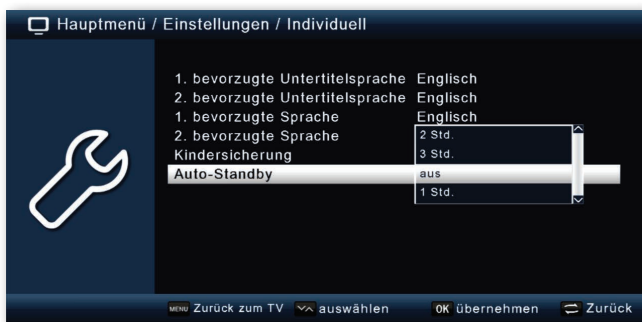 Hauptmenü / Einstellungen / Individuell
1. bevorzugte Untertitelsprache Englisch
2. bevorzugte Untertitelsprache Englisch
1. bevorzugte Sprache Englisch
2. bevorzugte Sprache 2 Std.
Kindersicherung 3 Std.
Auto-Standby aus
1 Std.
MENU Zurück zum TV auswählen OK übernehmen Zurück